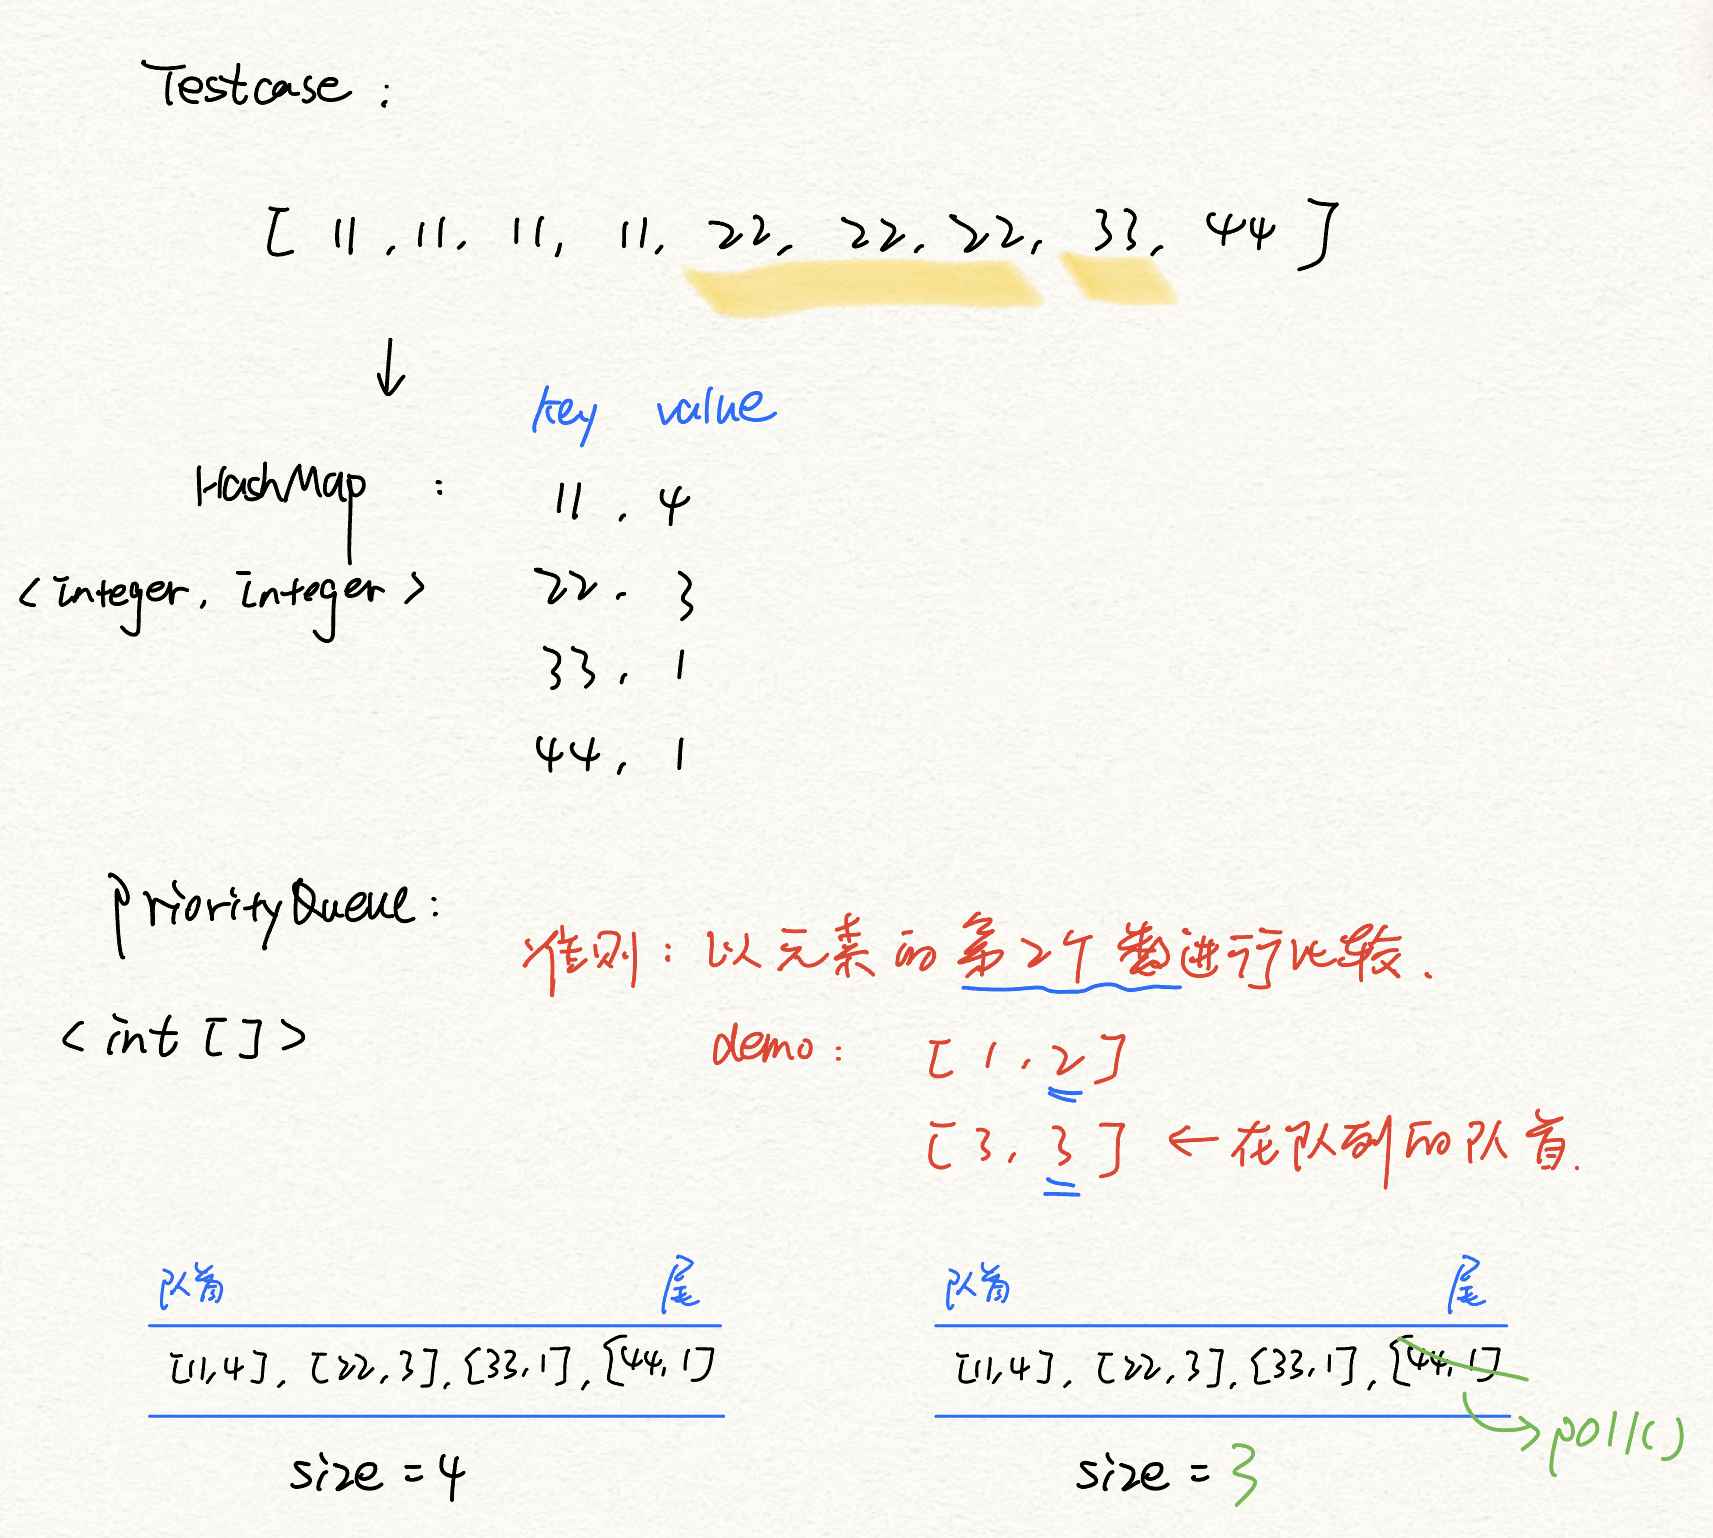 Testcase :
[ 11 , 11 , 11 , 11 , 22 , 22 , 22 , 33 , 44 ]
↓
key value
HashMap : 11 , 4
<integer , Integer> 22 , 3
33 , 1
44 , 1
PriorityQueue :
准则 : 以元素的第2个数进行比较 .
<int []>
demo : [ 1 , 2 ]
[ 3 , 3 ] ← 在队列的队首 .
队首 尾
[11,4] , [22,3] , [33,1] , [44,1]
size = 4
队首 尾
[11,4] , [22,3] , [33,1] , [44,1]
→ poll()
size = 3